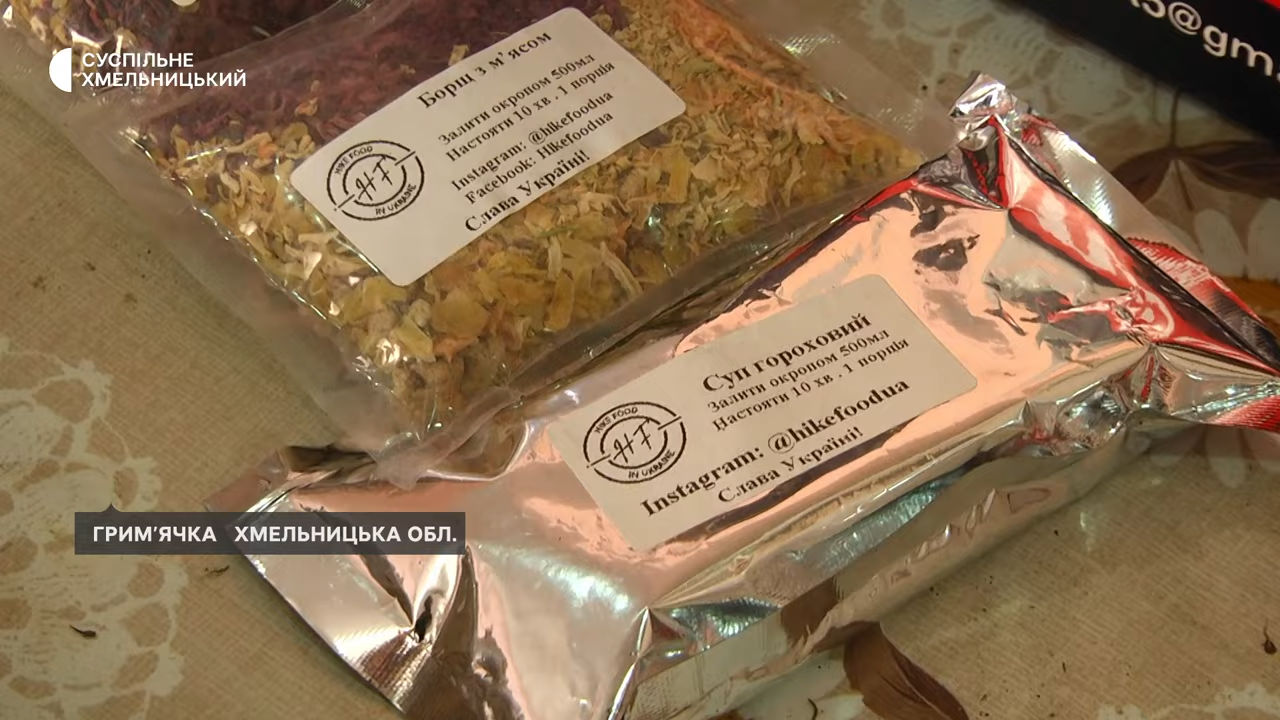 СУСПІЛЬНЕ
ХМЕЛЬНИЦЬКИЙ
Борщ з м'ясом
Залити окропом 500мл
Настояти 10 хв . 1 порція
Instagram: @hikefoodua
Facebook: Hikefoodua
Слава Україні!
HIKE FOOD
HF
IN UKRAINE
Суп гороховий
Залити окропом 500мл
Настояти 10 хв . 1 порція
Instagram: @hikefoodua
Слава Україні!
HIKE FOOD
HF
IN UKRAINE
ГРИМ'ЯЧКА ХМЕЛЬНИЦЬКА ОБЛ.